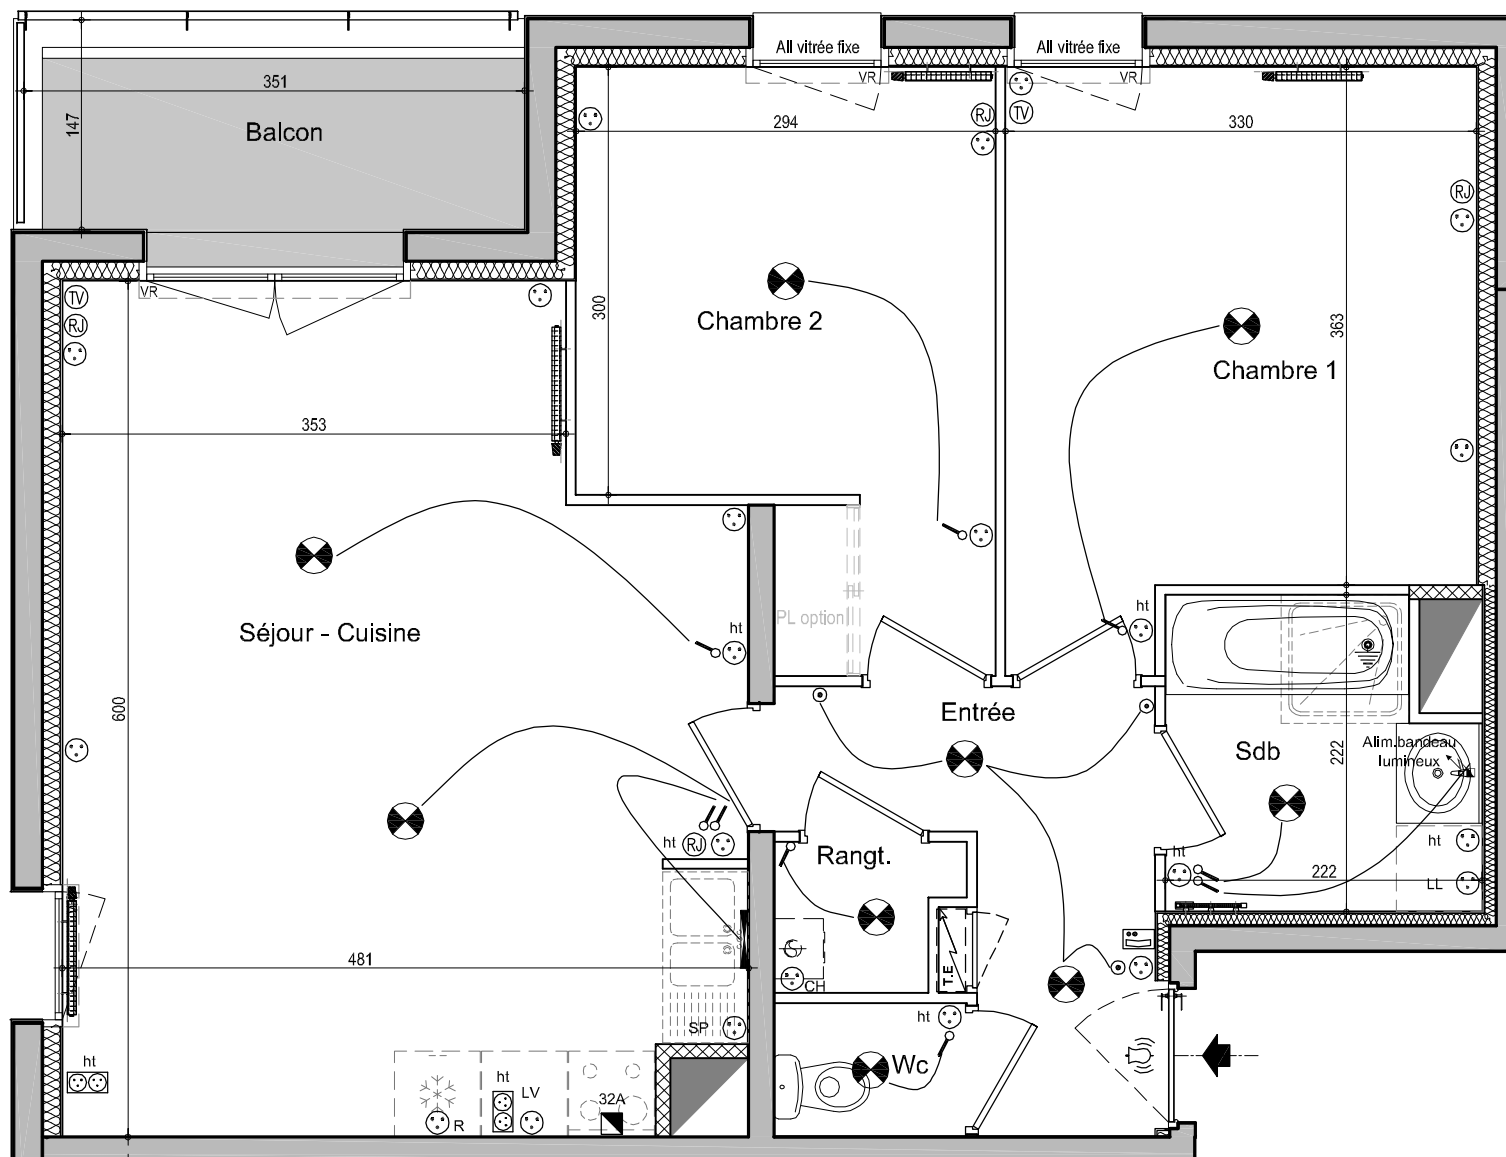 All vitrée fixe
All vitrée fixe
VR
VR
351
147
Balcon
294
330
RJ
TV
RJ
VR
TV
RJ
300
Chambre 2
363
Chambre 1
353
Séjour - Cuisine
ht
PL option
ht
600
Entrée
Sdb
222
Alim.bandeau
lumineux
ht
RJ
Rangt.
ht
ht
222
LL
481
T.E
CH
SP
ht
Wc
ht
ht
LV
R
32A